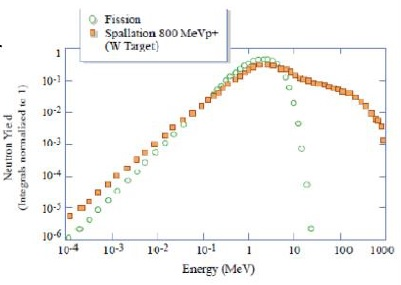 Fission
Spallation 800 MeVp+
(W Target)
Neutron Yield
(Integrals normalized to 1)
1
10-1
10-2
10-3
10-4
10-5
10-6
10-4
10-3
10-2
10-1
1
10
100
1000
Energy (MeV)